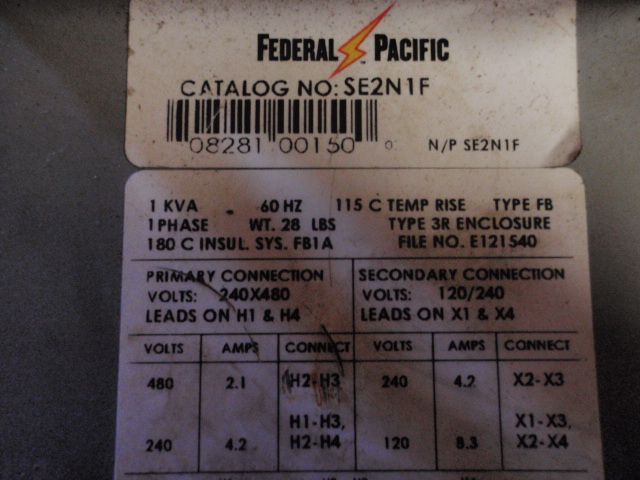 FEDERAL PACIFIC
CATALOG NO: SE2N1F
08281 00150 0 N/P SE2N1F
1 KVA 60 HZ 115 C TEMP RISE TYPE FB
1 PHASE WT. 28 LBS TYPE 3R ENCLOSURE
180 C INSUL. SYS. FB1A FILE NO. E121540
PRIMARY CONNECTION SECONDARY CONNECTION
VOLTS: 240X480 VOLTS: 120/240
LEADS ON H1 & H4 LEADS ON X1 & X4
VOLTS AMPS CONNECT VOLTS AMPS CONNECT
480 2.1 H2-H3 240 4.2 X2-X3
H1-H3, X1-X3,
240 4.2 H2-H4 120 8.3 X2-X4